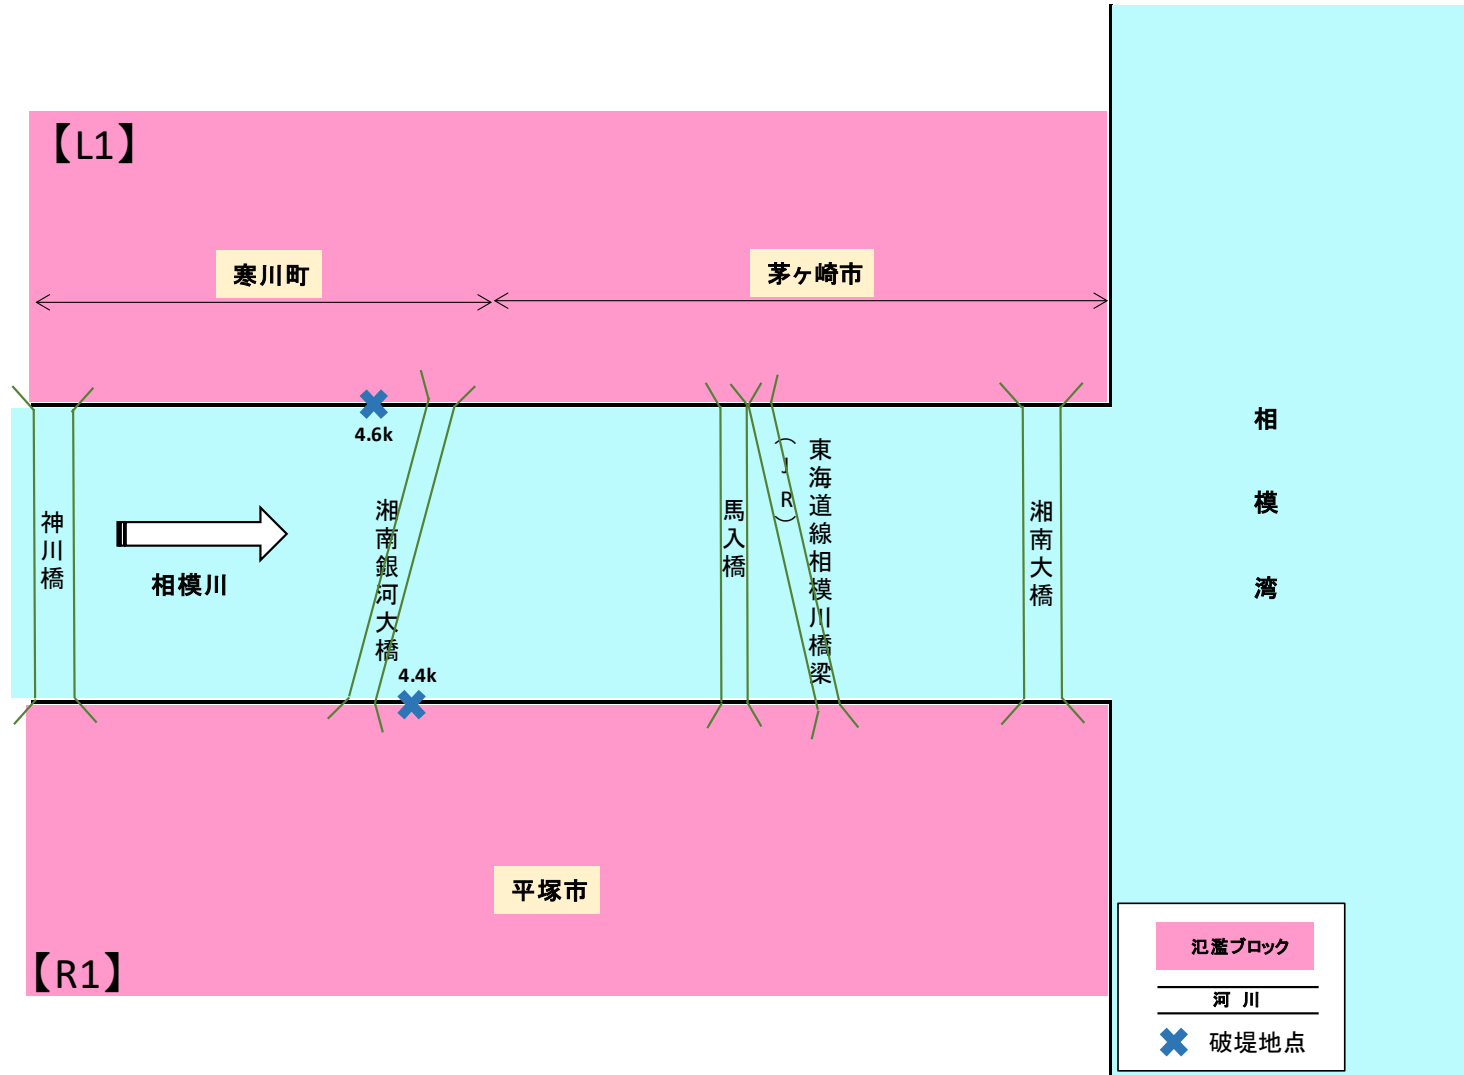 【L1】
寒川町
茅ヶ崎市
4.6k
神川橋
相模川
湘南銀河大橋
4.4k
馬入橋
東海道線相模川橋梁
（JR）
湘南大橋
相模湾
平塚市
【R1】
氾濫ブロック
河川
破堤地点